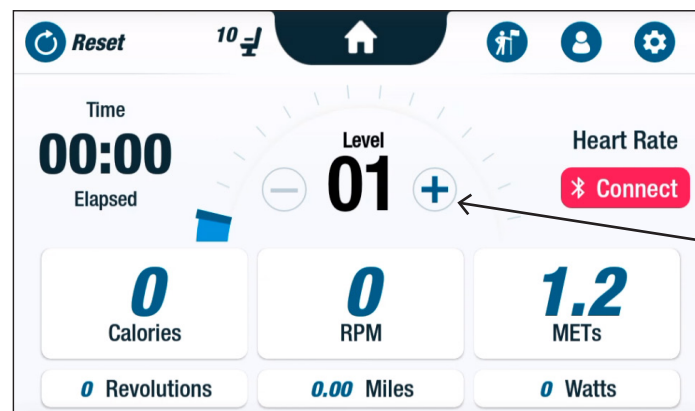 Reset
10
Time
00:00
Elapsed
Level
01
Heart Rate
Connect
0
Calories
0
RPM
1.2
METs
0 Revolutions
0.00 Miles
0 Watts